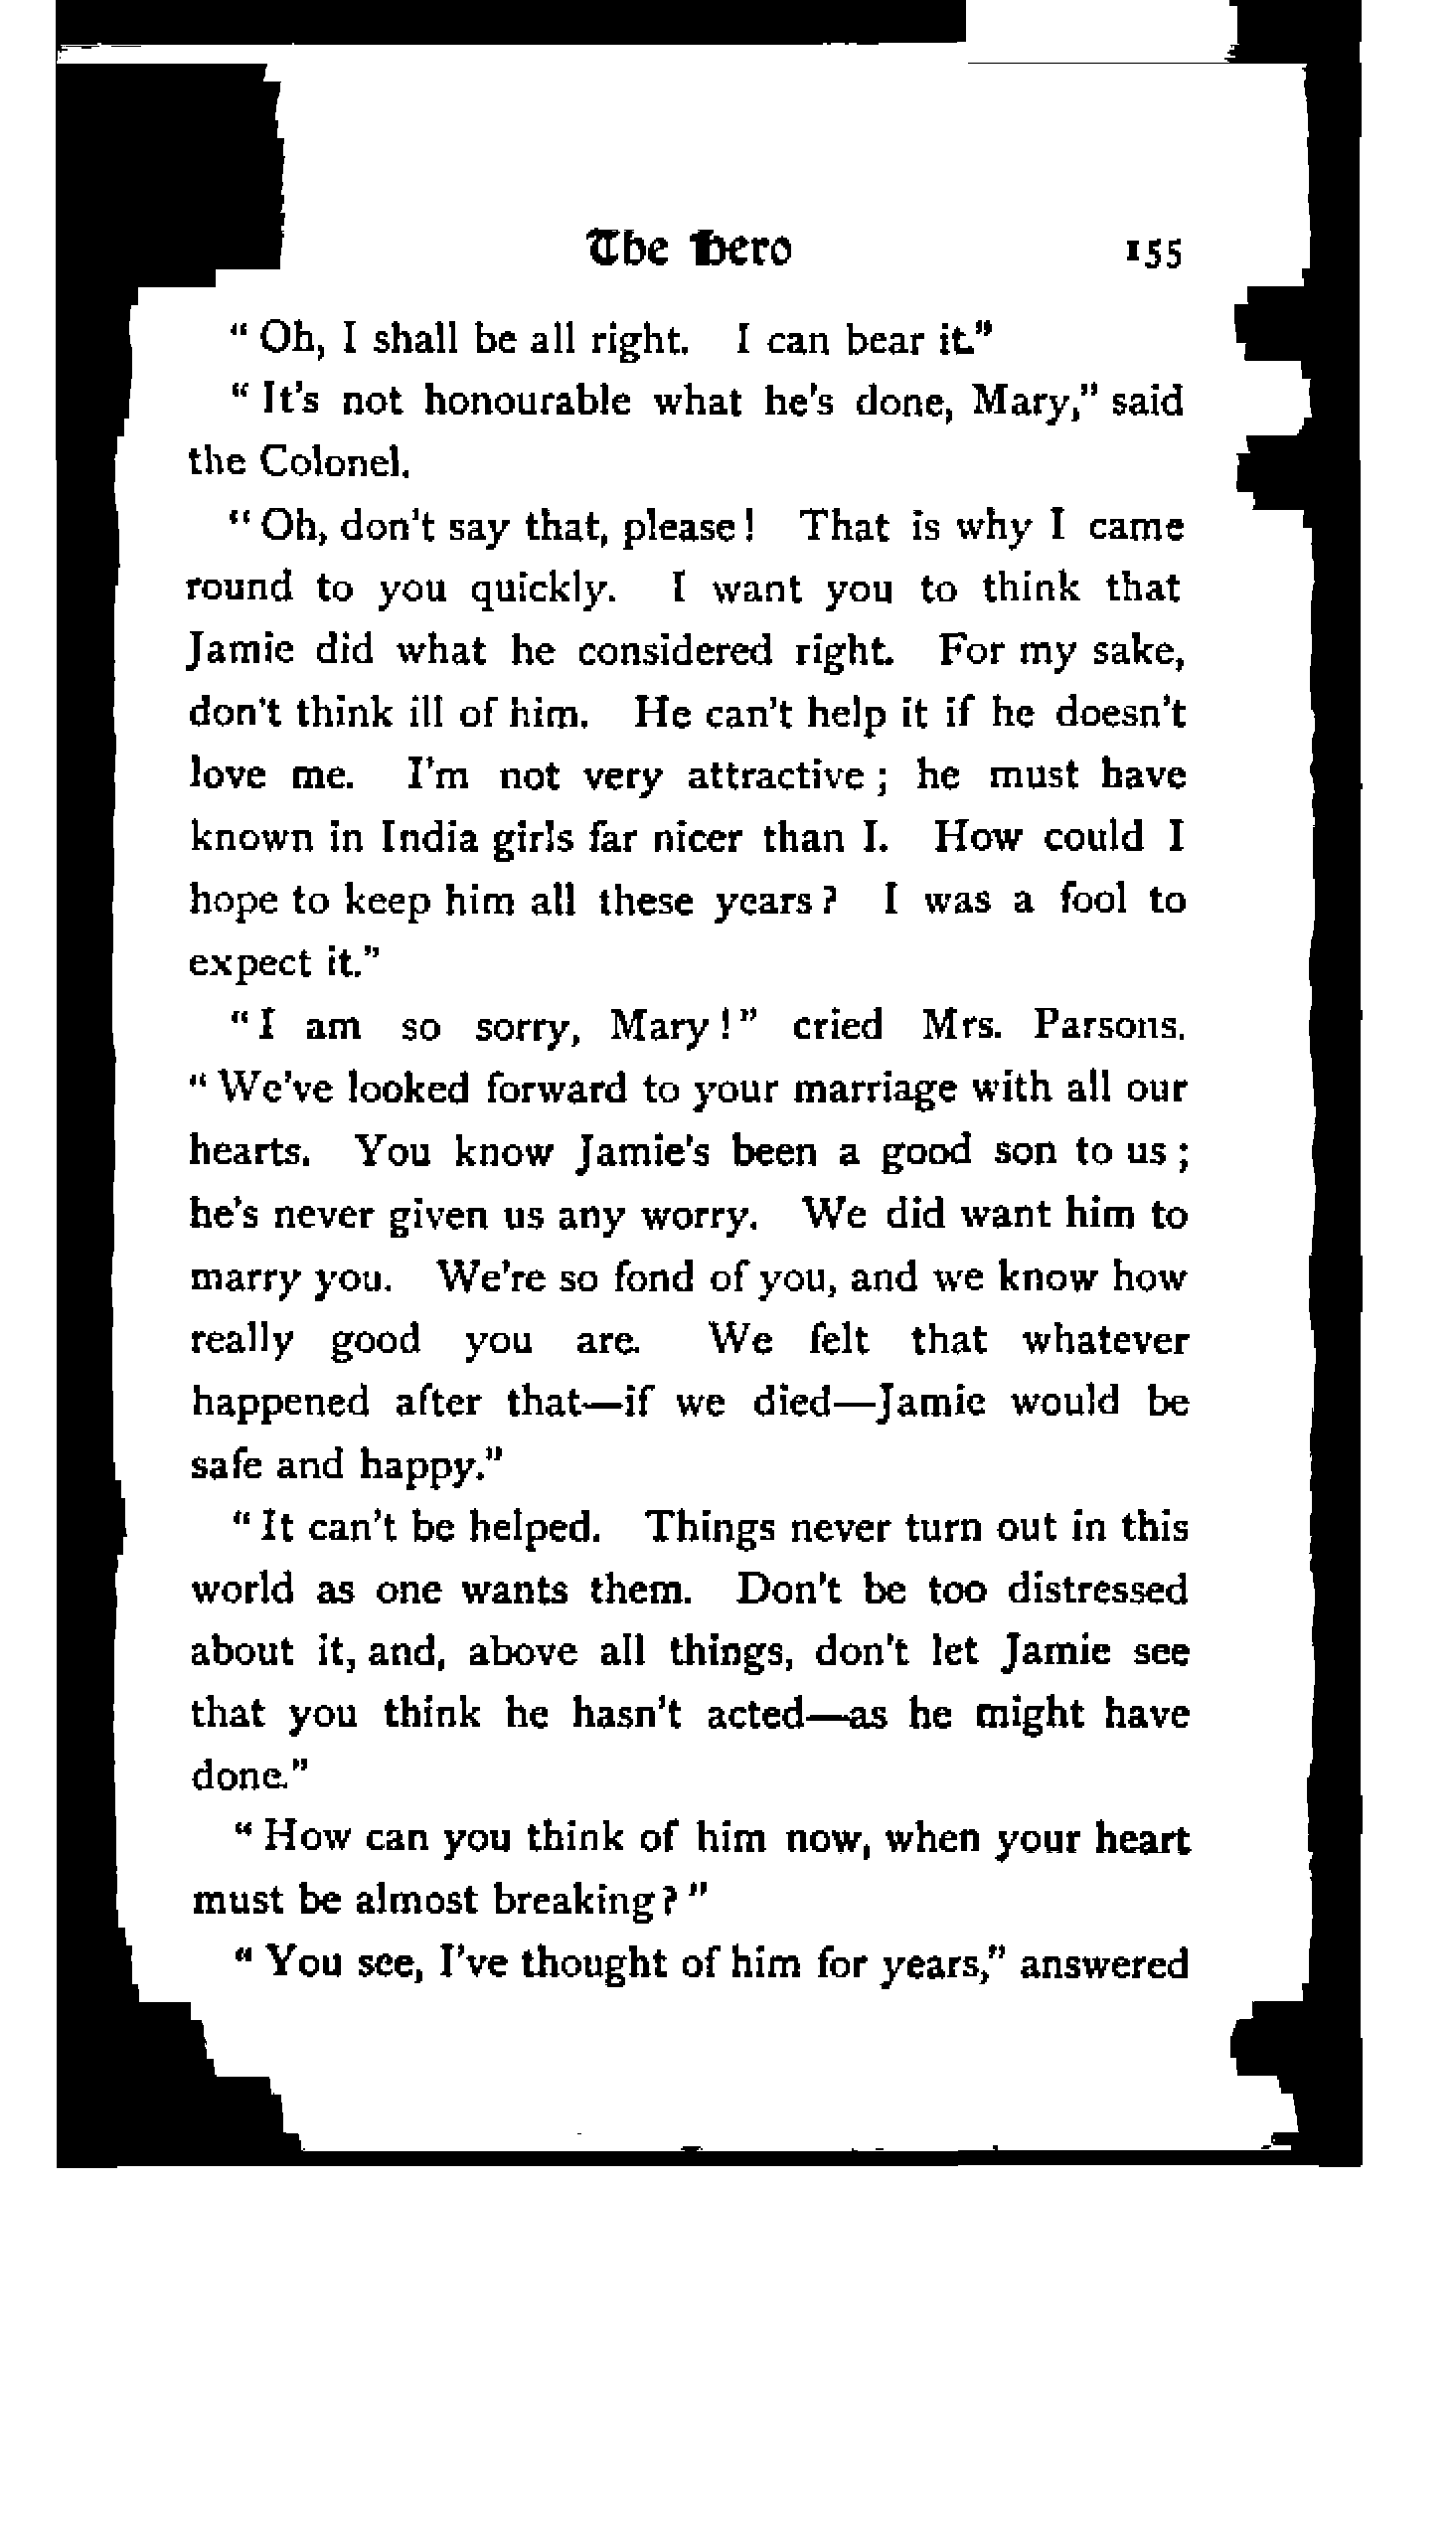 The Hero 155
“ Oh, I shall be all right. I can bear it.”
“ It's not honourable what he's done, Mary,” said
the Colonel.
“ Oh, don't say that, please ! That is why I came
round to you quickly. I want you to think that
Jamie did what he considered right. For my sake,
don't think ill of him. He can't help it if he doesn't
love me. I'm not very attractive ; he must have
known in India girls far nicer than I. How could I
hope to keep him all these years ? I was a fool to
expect it.”
“ I am so sorry, Mary ! ” cried Mrs. Parsons.
“ We've looked forward to your marriage with all our
hearts. You know Jamie's been a good son to us ;
he's never given us any worry. We did want him to
marry you. We're so fond of you, and we know how
really good you are. We felt that whatever
happened after that—if we died—Jamie would be
safe and happy.”
“ It can't be helped. Things never turn out in this
world as one wants them. Don't be too distressed
about it, and, above all things, don't let Jamie see
that you think he hasn't acted—as he might have
done.”
“ How can you think of him now, when your heart
must be almost breaking ? ”
“ You see, I've thought of him for years,” answered